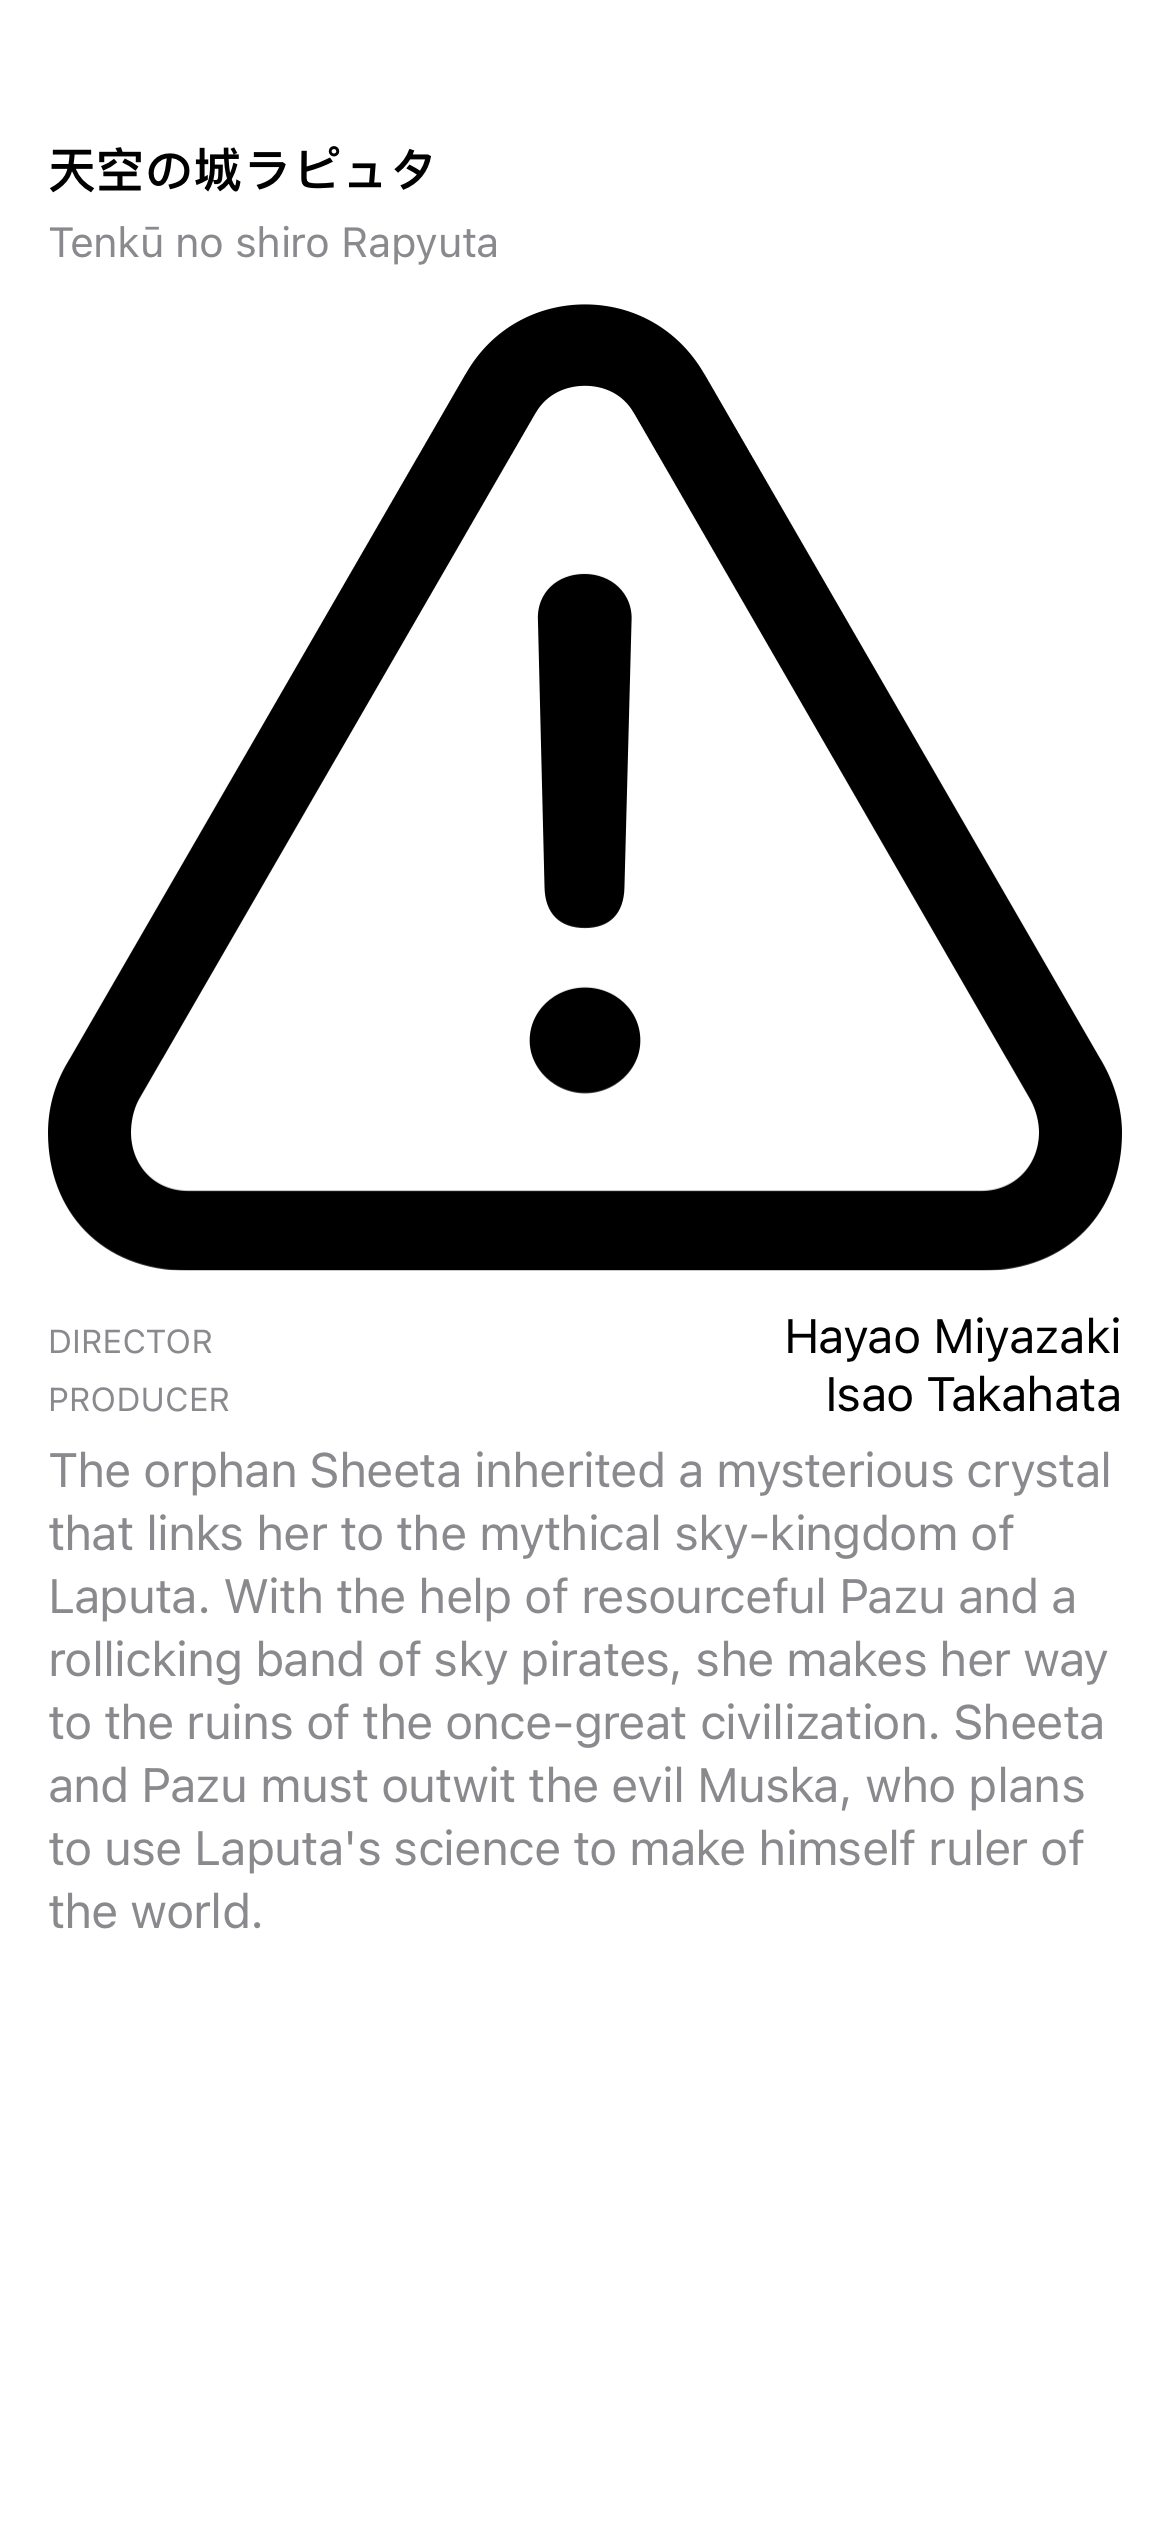 天空の城ラピュタ
Tenkū no shiro Rapyuta
DIRECTOR Hayao Miyazaki
PRODUCER Isao Takahata
The orphan Sheeta inherited a mysterious crystal
that links her to the mythical sky-kingdom of
Laputa. With the help of resourceful Pazu and a
rollicking band of sky pirates, she makes her way
to the ruins of the once-great civilization. Sheeta
and Pazu must outwit the evil Muska, who plans
to use Laputa's science to make himself ruler of
the world.